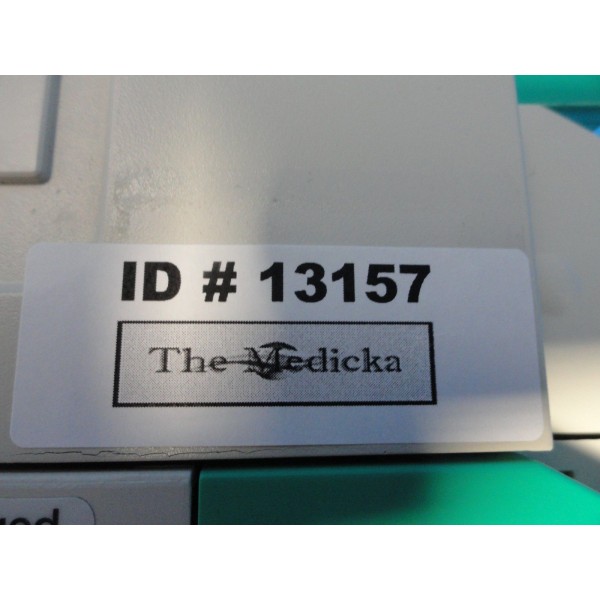 ID # 13157
The Medicka